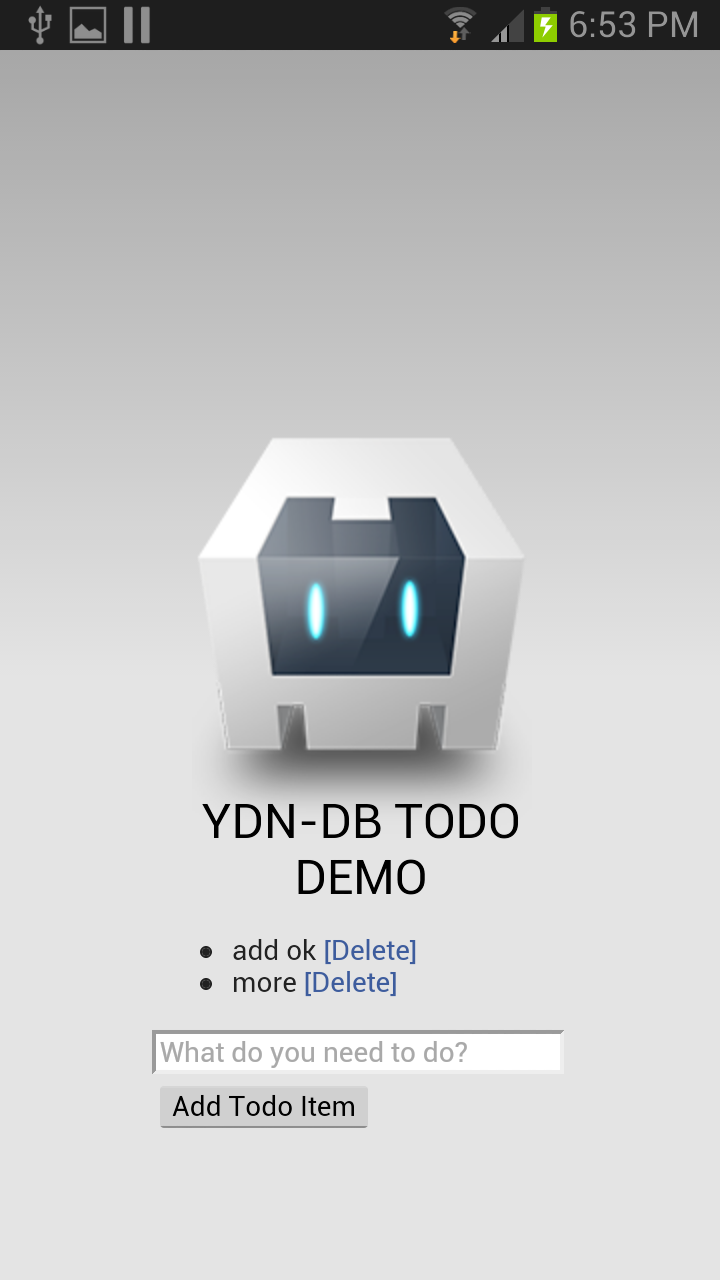 6:53 PM
YDN-DB TODO
DEMO
add ok [Delete]
more [Delete]
What do you need to do?
Add Todo Item